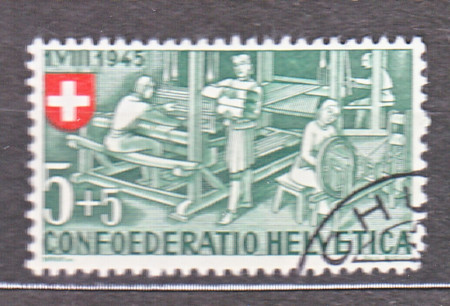 1.VIII 1945
5+5
CONFOEDERATIO HELVETICA